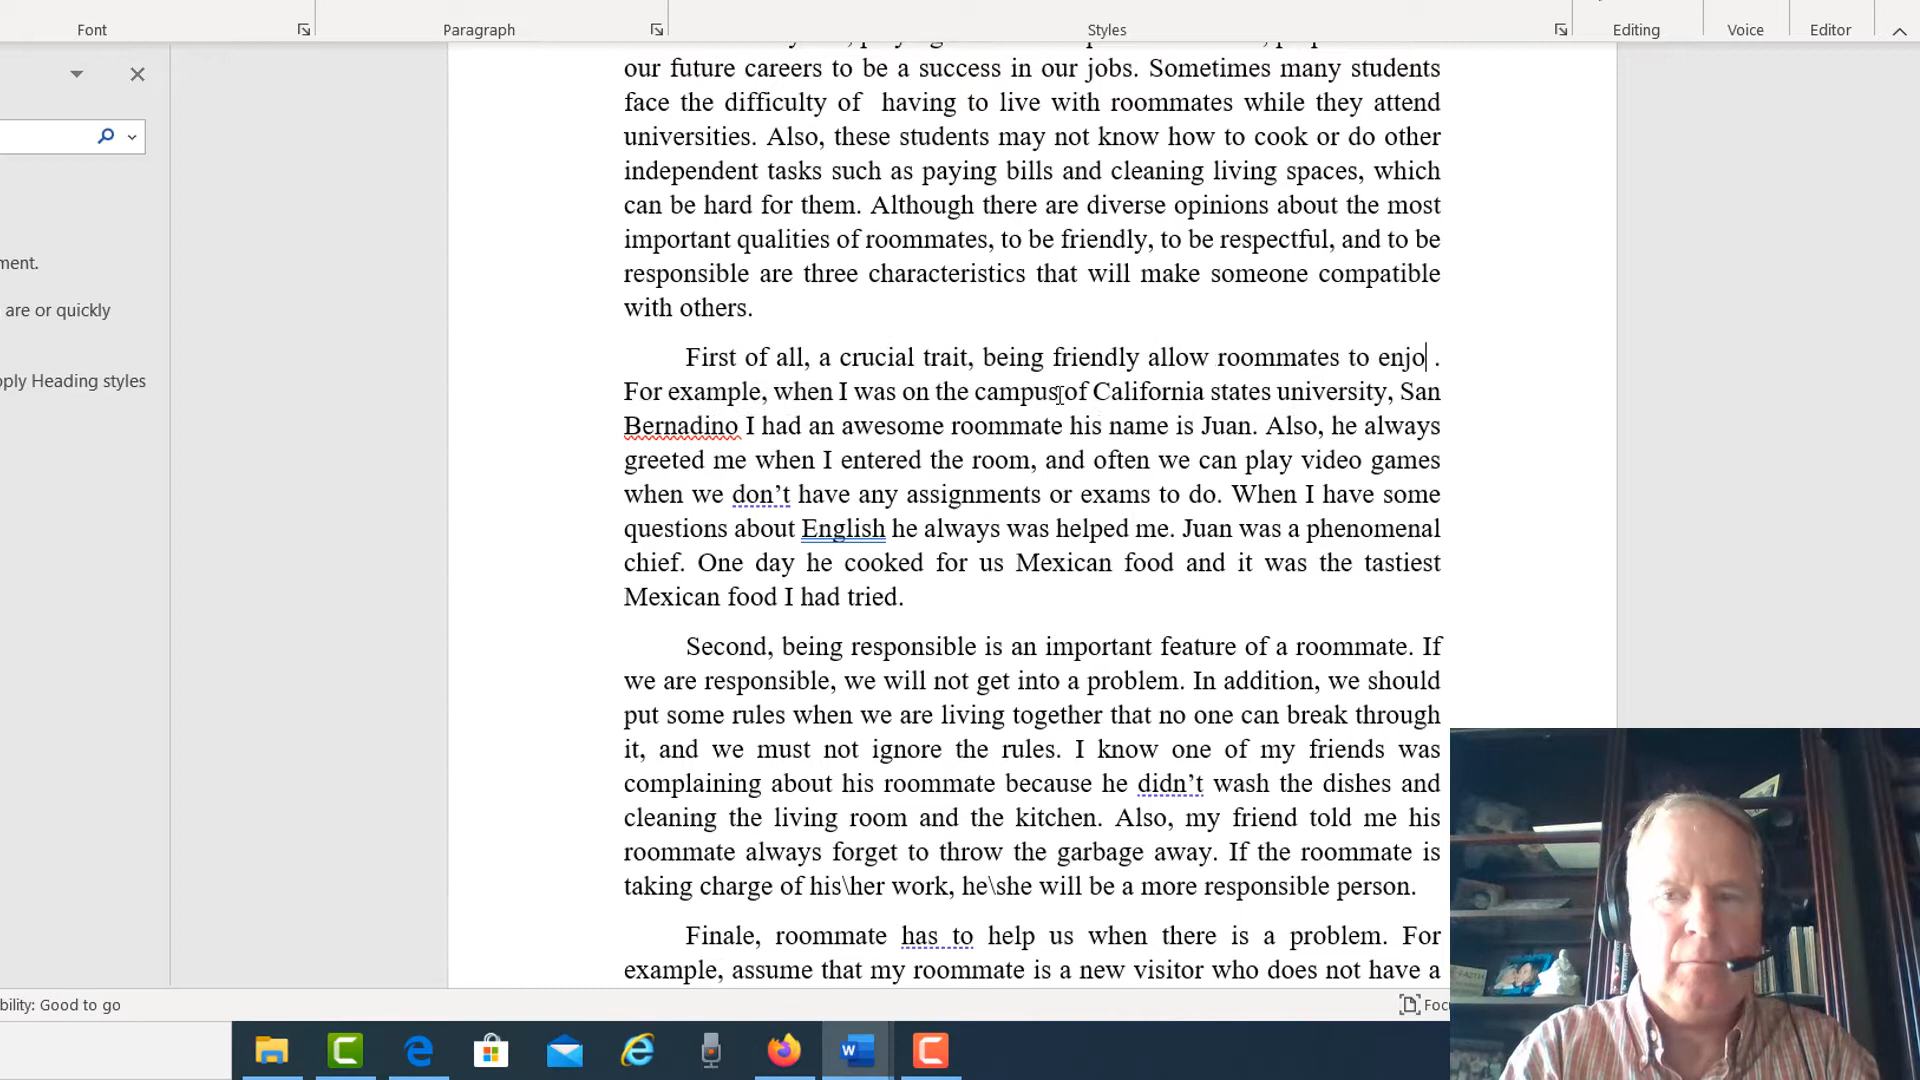 Font
Paragraph
Styles
Editing
Voice
Editor
our future careers to be a success in our jobs. Sometimes many students
face the difficulty of  having to live with roommates while they attend
universities. Also, these students may not know how to cook or do other
independent tasks such as paying bills and cleaning living spaces, which
can be hard for them. Although there are diverse opinions about the most
important qualities of roommates, to be friendly, to be respectful, and to be
responsible are three characteristics that will make someone compatible
with others.
First of all, a crucial trait, being friendly allow roommates to enjo .
For example, when I was on the campus of California states university, San
Bernadino I had an awesome roommate his name is Juan. Also, he always
greeted me when I entered the room, and often we can play video games
when we don’t have any assignments or exams to do. When I have some
questions about English he always was helped me. Juan was a phenomenal
chief. One day he cooked for us Mexican food and it was the tastiest
Mexican food I had tried.
Second, being responsible is an important feature of a roommate. If
we are responsible, we will not get into a problem. In addition, we should
put some rules when we are living together that no one can break through
it, and we must not ignore the rules. I know one of my friends was
complaining about his roommate because he didn’t wash the dishes and
cleaning the living room and the kitchen. Also, my friend told me his
roommate always forget to throw the garbage away. If the roommate is
taking charge of his\her work, he\she will be a more responsible person.
Finale, roommate has to help us when there is a problem. For
example, assume that my roommate is a new visitor who does not have a
ment.
are or quickly
pply Heading styles
bility: Good to go
Foc